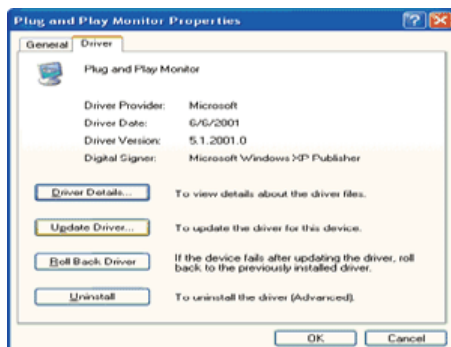 Plug and Play Monitor Properties
General Driver
Plug and Play Monitor
Driver Provider: Microsoft
Driver Date: 6/6/2001
Driver Version: 5.1.2001.0
Digital Signer: Microsoft Windows XP Publisher
Driver Details... To view details about the driver files.
Update Driver... To update the driver for this device.
Roll Back Driver If the device fails after updating the driver, roll
back to the previously installed driver.
Uninstall To uninstall the driver (Advanced).
OK Cancel